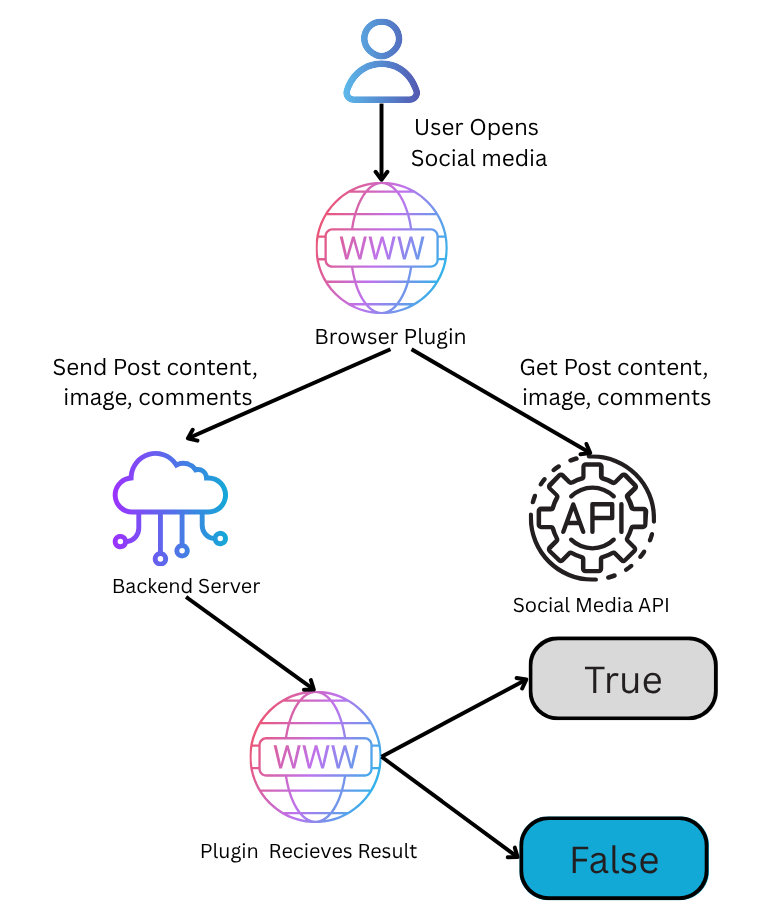 User Opens
Social media
WWW
Browser Plugin
Send Post content,
image, comments
Get Post content,
image, comments
API
Backend Server
Social Media API
True
WWW
Plugin Recieves Result
False